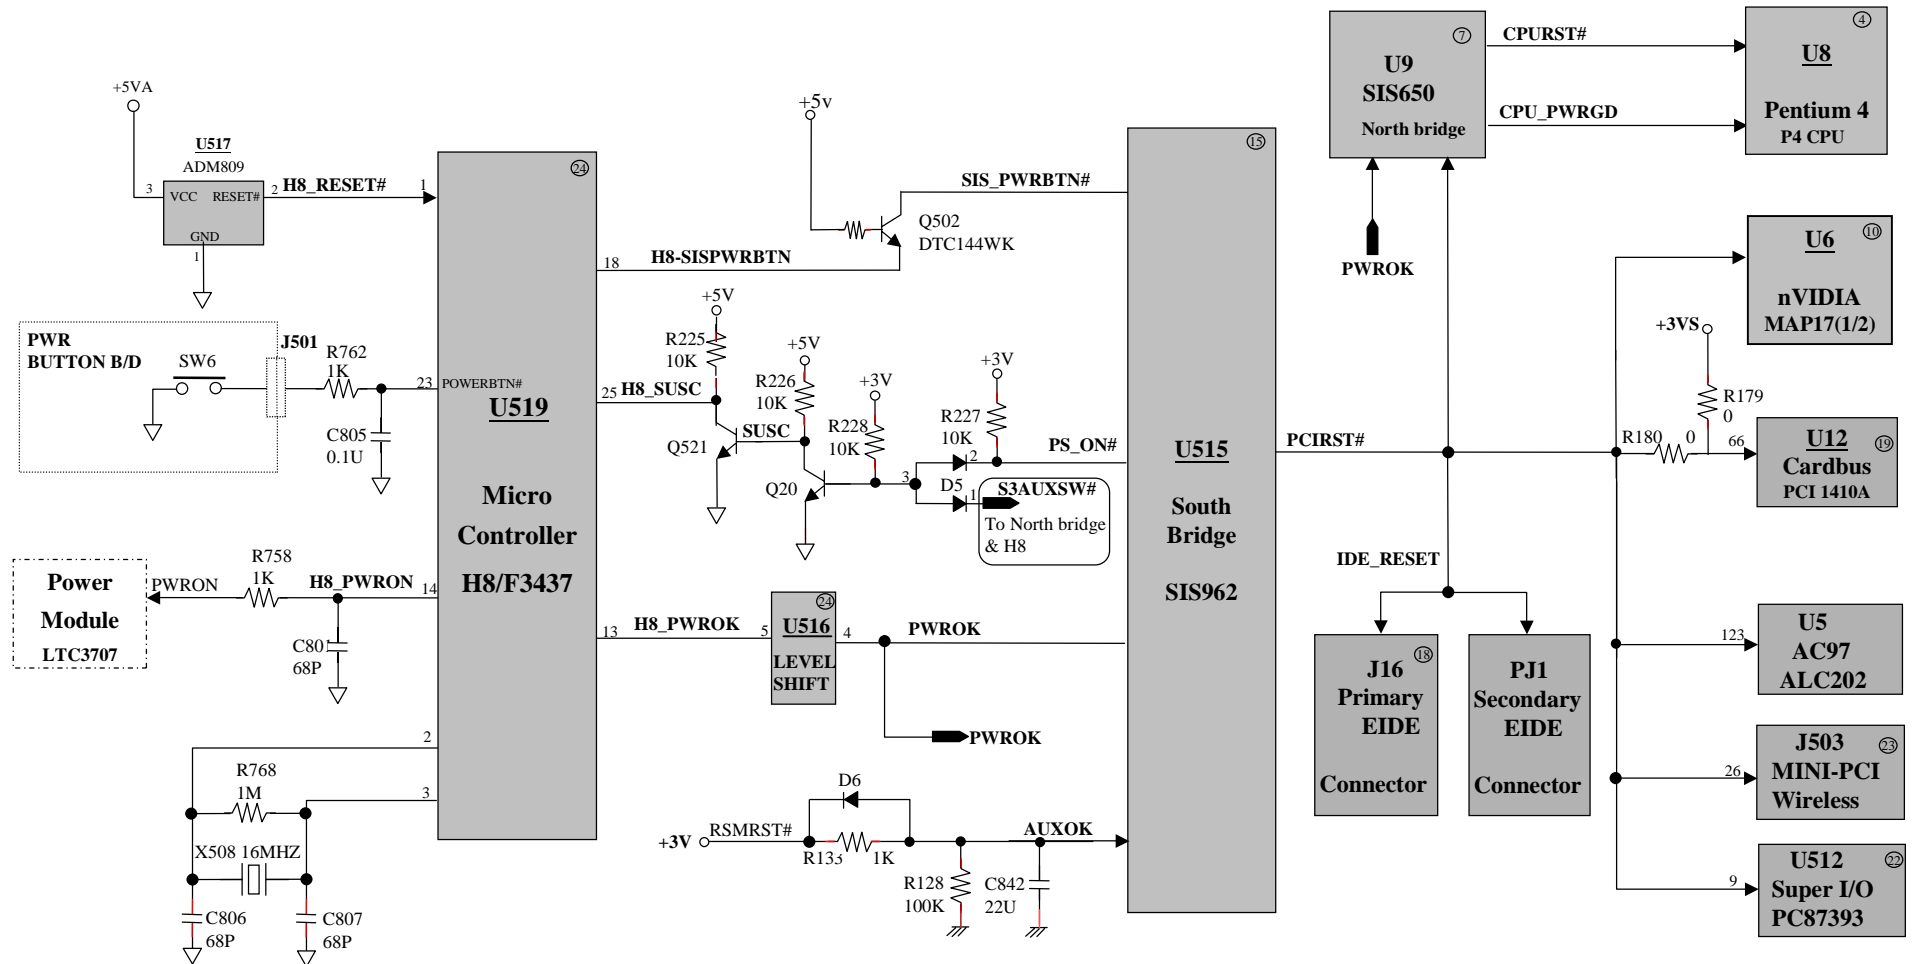 +5VA
U517
ADM809
3
VCC
RESET#
2
H8_RESET#
1
GND
1
PWR
BUTTON B/D
SW6
J501
R762
1K
23
POWERBTN#
C805
0.1U
Power
Module
LTC3707
PWRON
R758
1K
H8_PWRON
14
C801
68P
2
R768
1M
3
X508 16MHZ
C806
68P
C807
68P
24
U519
Micro
Controller
H8/F3437
+5v
SIS_PWRBTN#
Q502
DTC144WK
18
H8-SISPWRBTN
+5V
R225
10K
25
H8_SUSC
Q521
SUSC
+5V
R226
10K
Q20
+3V
R228
10K
+3V
R227
10K
PS_ON#
3
2
D5
1
S3AUXSW#
To North bridge
& H8
13
H8_PWROK
5
24
U516
LEVEL
SHIFT
4
PWROK
PWROK
D6
+3V
RSMRST#
R133
1K
AUXOK
R128
100K
C842
22U
15
U515
South
Bridge
SIS962
PCIRST#
7
U9
SIS650
North bridge
CPURST#
CPU_PWRGD
PWROK
4
U8
Pentium 4
P4 CPU
10
U6
nVIDIA
MAP17(1/2)
+3VS
R179
0
R180
0
66
19
U12
Cardbus
PCI 1410A
IDE_RESET
18
J16
Primary
EIDE
Connector
PJ1
Secondary
EIDE
Connector
123
U5
AC97
ALC202
26
23
J503
MINI-PCI
Wireless
9
22
U512
Super I/O
PC87393